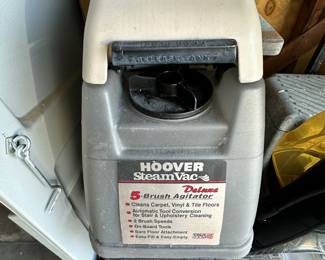 HOOVER
SteamVac
Deluxe
5-Brush Agitator
• Cleans Carpet, Vinyl & Tile Floors
• Automatic Tool Conversion
for Stair & Upholstery Cleaning
• 2 Brush Speeds
• On-Board Tools
• Bare Floor Attachment
• Easy Fill & Easy Empty